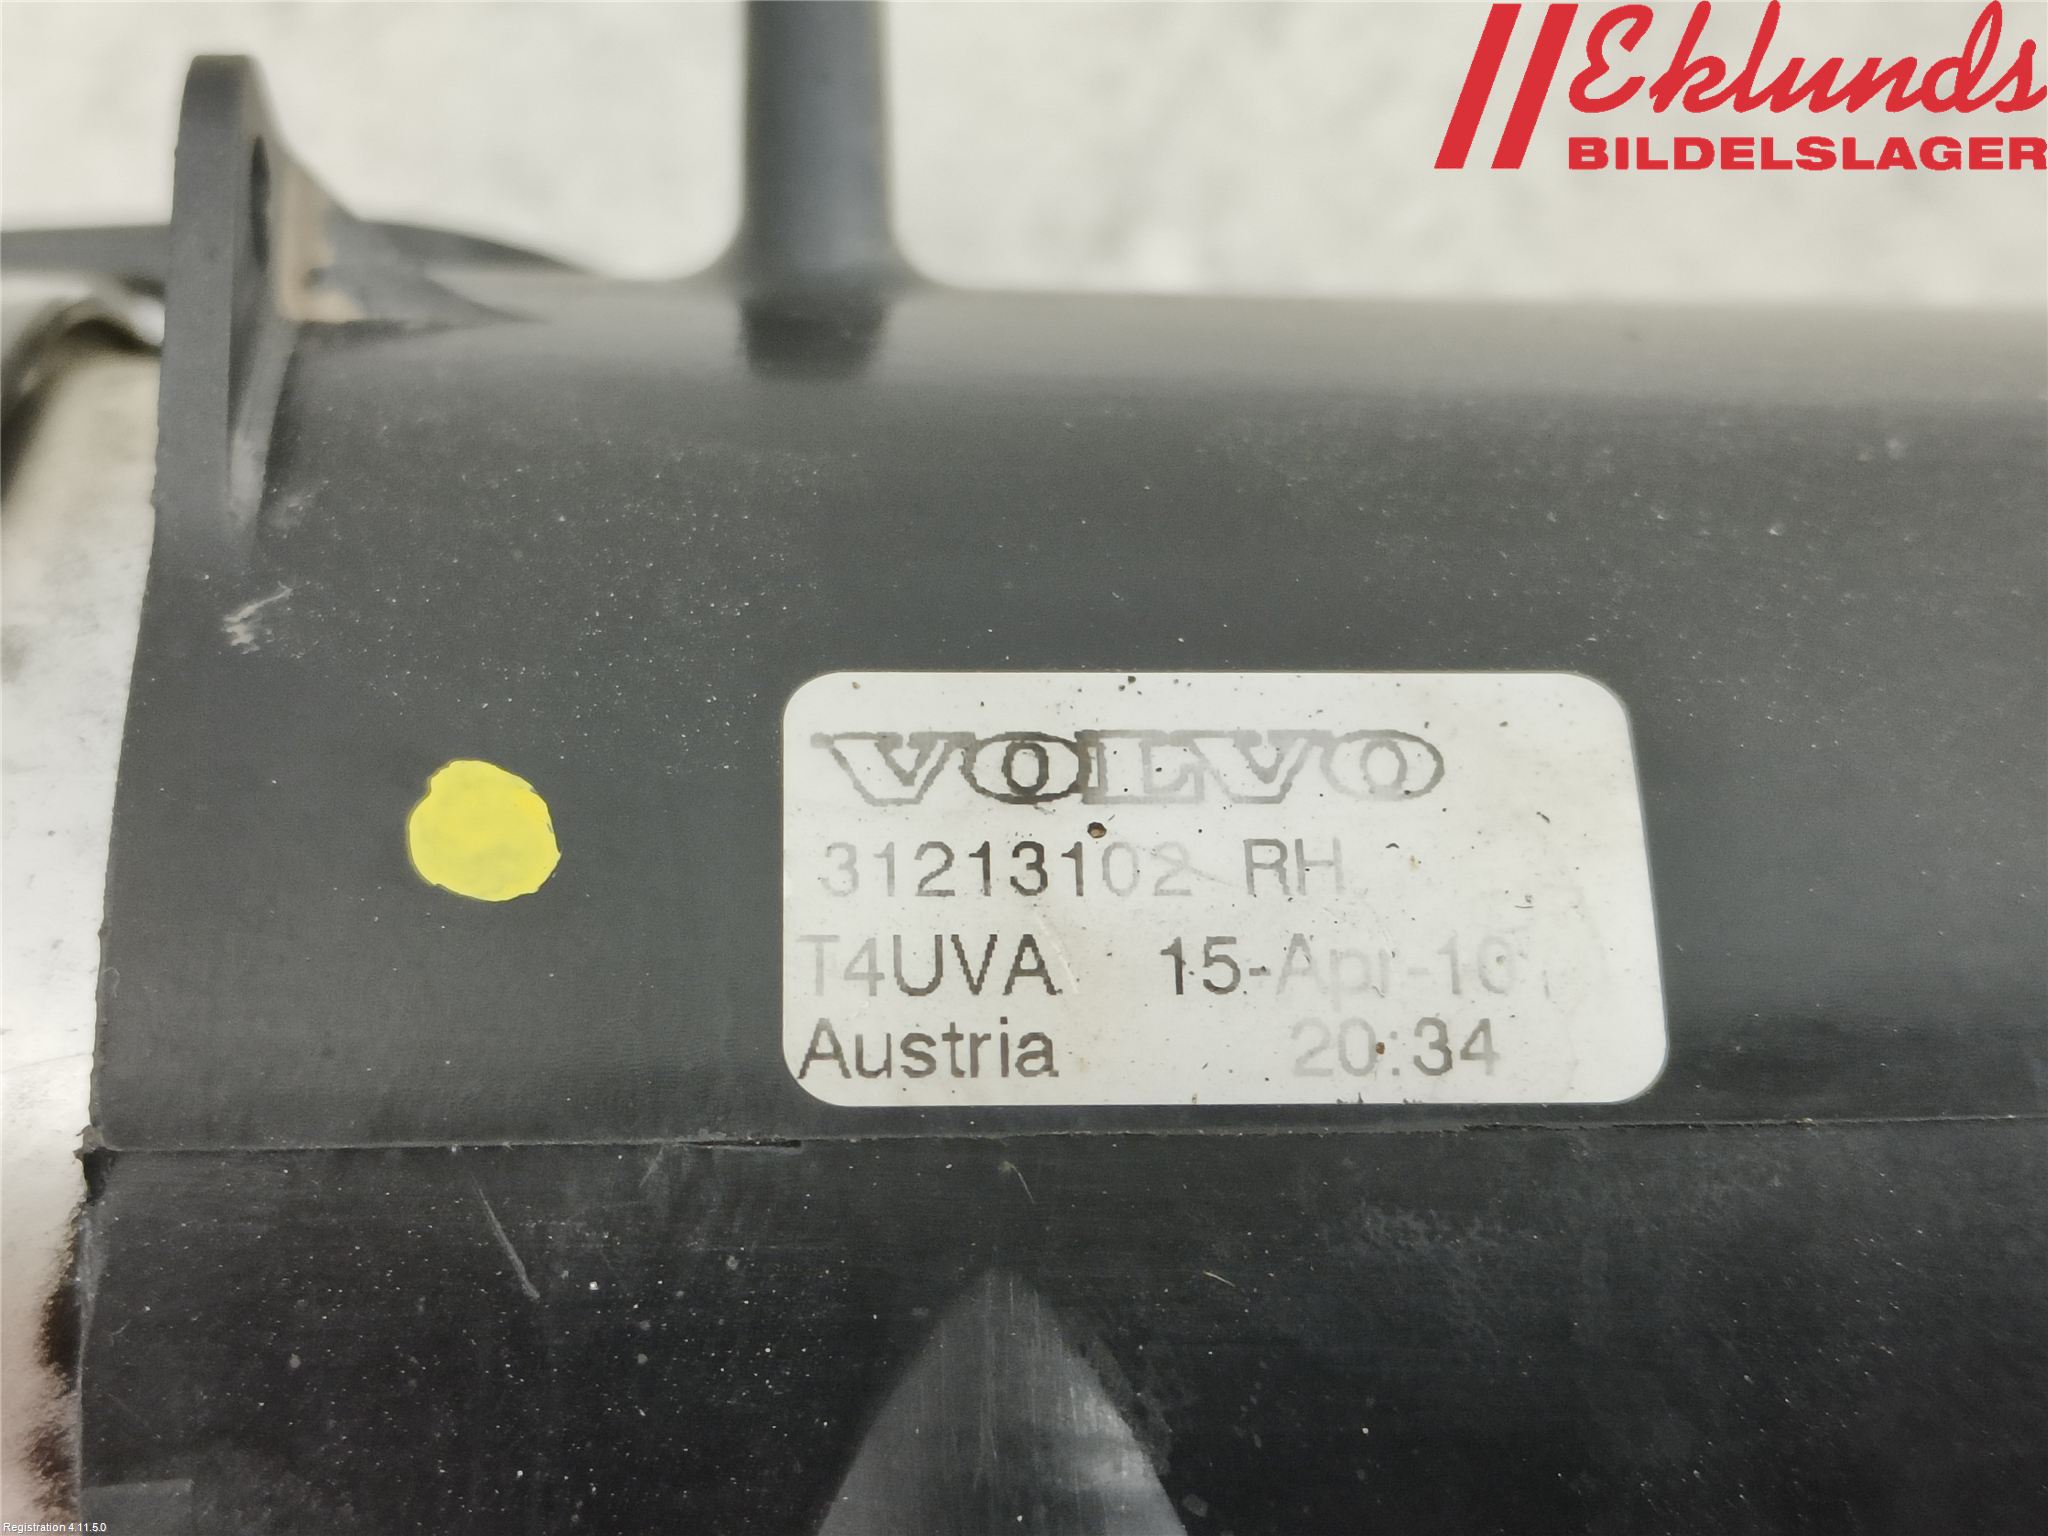 Eklunds
BILDELSLAGER
VOLVO
31213102 RH
T4UVA 15-Apr-10
Austria 20:34
Registration 4.11.5.0